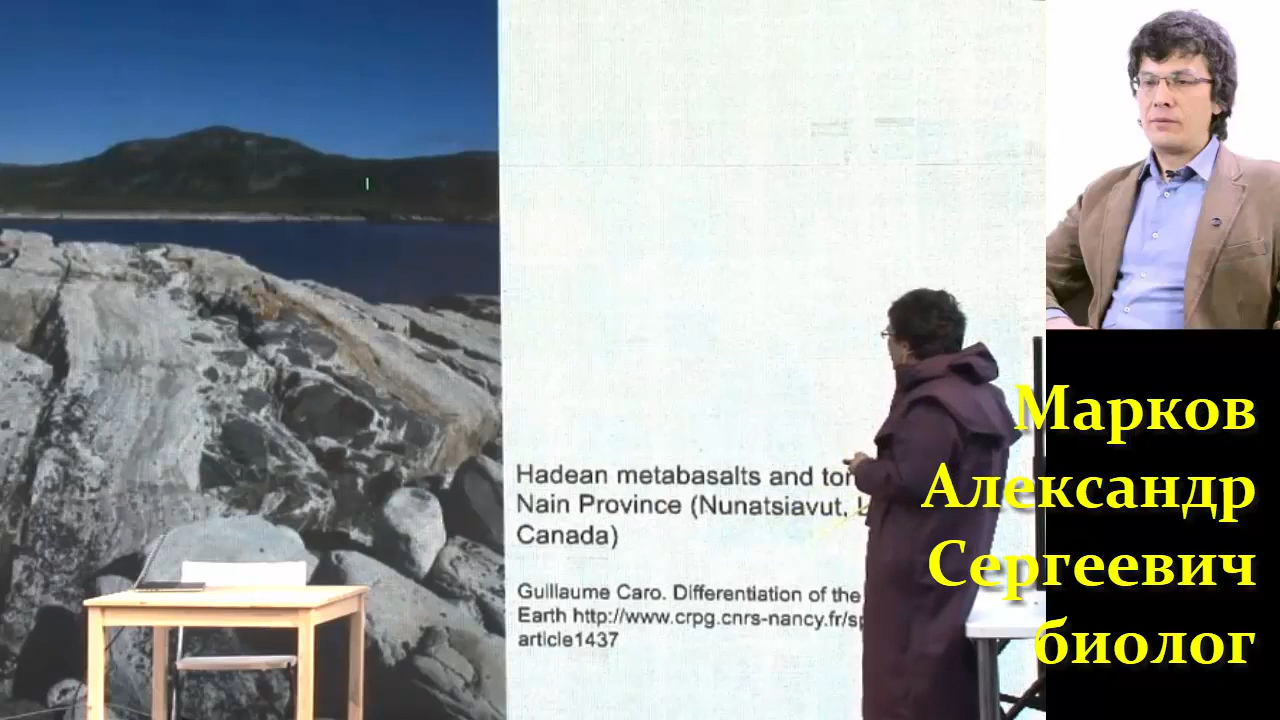 Hadean metabasalts and
Nain Province (Nunatsiavut,
Canada)
Guillaume Caro. Differentiation of the
Earth http://www.crpg.cnrs-nancy.fr/sp
article1437
Марков
Александр
Сергеевич
биолог